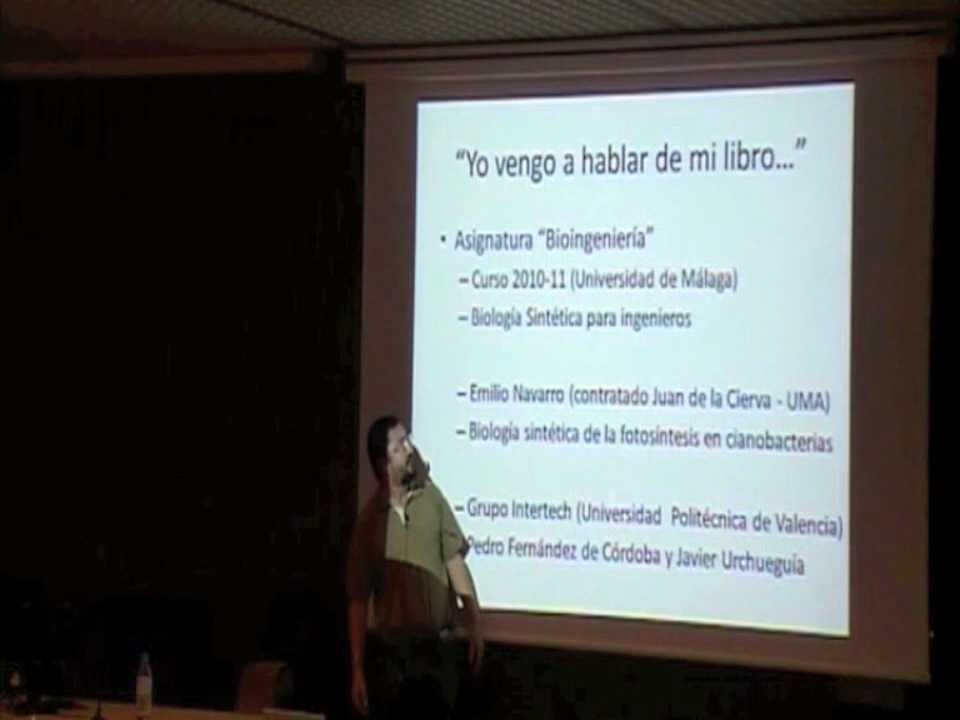 “Yo vengo a hablar de mi libro...”
• Asignatura “Bioingeniería”
– Curso 2010-11 (Universidad de Málaga)
– Biología Sintética para ingenieros
– Emilio Navarro (contratado Juan de la Cierva - UMA)
– Biología sintética de la fotosíntesis en cianobacterias
– Grupo Intertech (Universidad Politécnica de Valencia)
Pedro Fernández de Córdoba y Javier Urchueguía